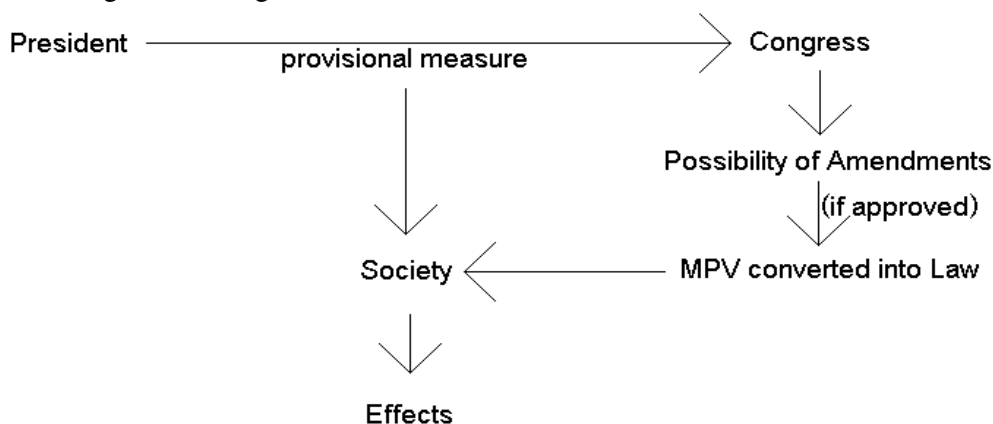 President
Congress
provisional measure
Possibility of Amendments
(if approved)
Society
MPV converted into Law
Effects